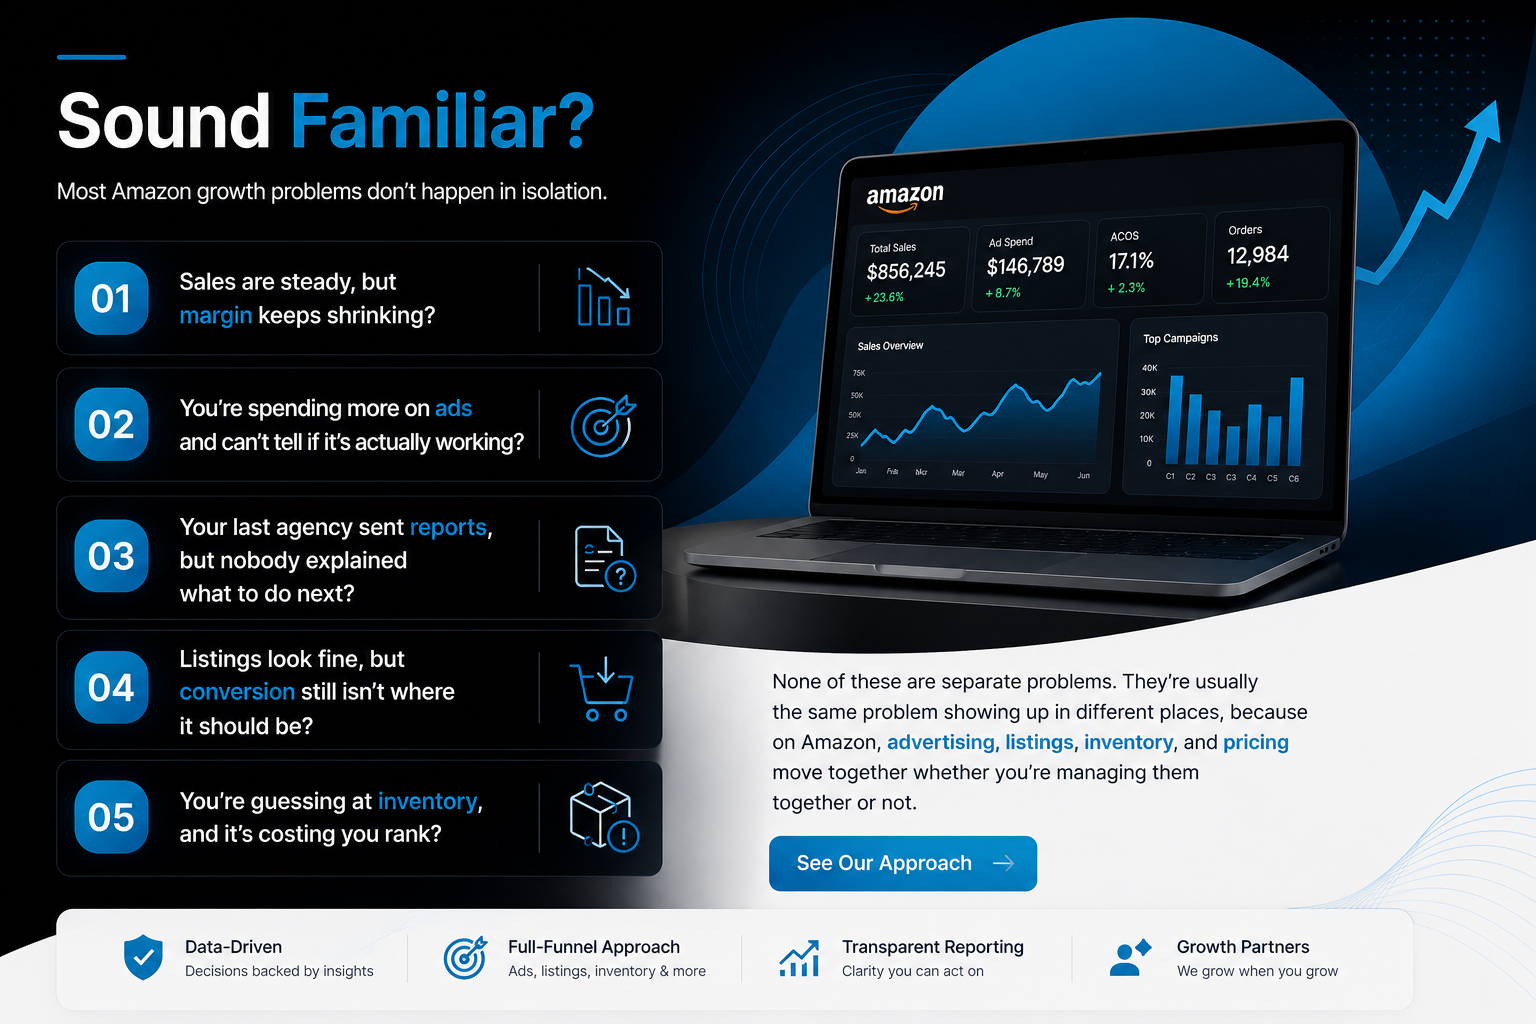 Sound Familiar?
Most Amazon growth problems don't happen in isolation.
01
Sales are steady, but
margin keeps shrinking?
02
You're spending more on ads
and can't tell if it's actually working?
03
Your last agency sent reports,
but nobody explained
what to do next?
04
Listings look fine, but
conversion still isn't where
it should be?
05
You're guessing at inventory,
and it's costing you rank?
amazon
Total Sales
$856,245
+23.6%
Ad Spend
$146,789
+8.7%
ACOS
17.1%
+ 2.3%
Orders
12,984
+19.4%
Sales Overview
75K
50K
50K
25K
0
Jan
Mar
Apr
May
Jun
Top Campaigns
40K
30K
20K
10K
0
C1 C2 C3 C3 C4 C5 C6
None of these are separate problems. They're usually
the same problem showing up in different places, because
on Amazon, advertising, listings, inventory, and pricing
move together whether you're managing them
together or not.
See Our Approach
Data-Driven
Decisions backed by insights
Full-Funnel Approach
Ads, listings, inventory & more
Transparent Reporting
Clarity you can act on
Growth Partners
We grow when you grow